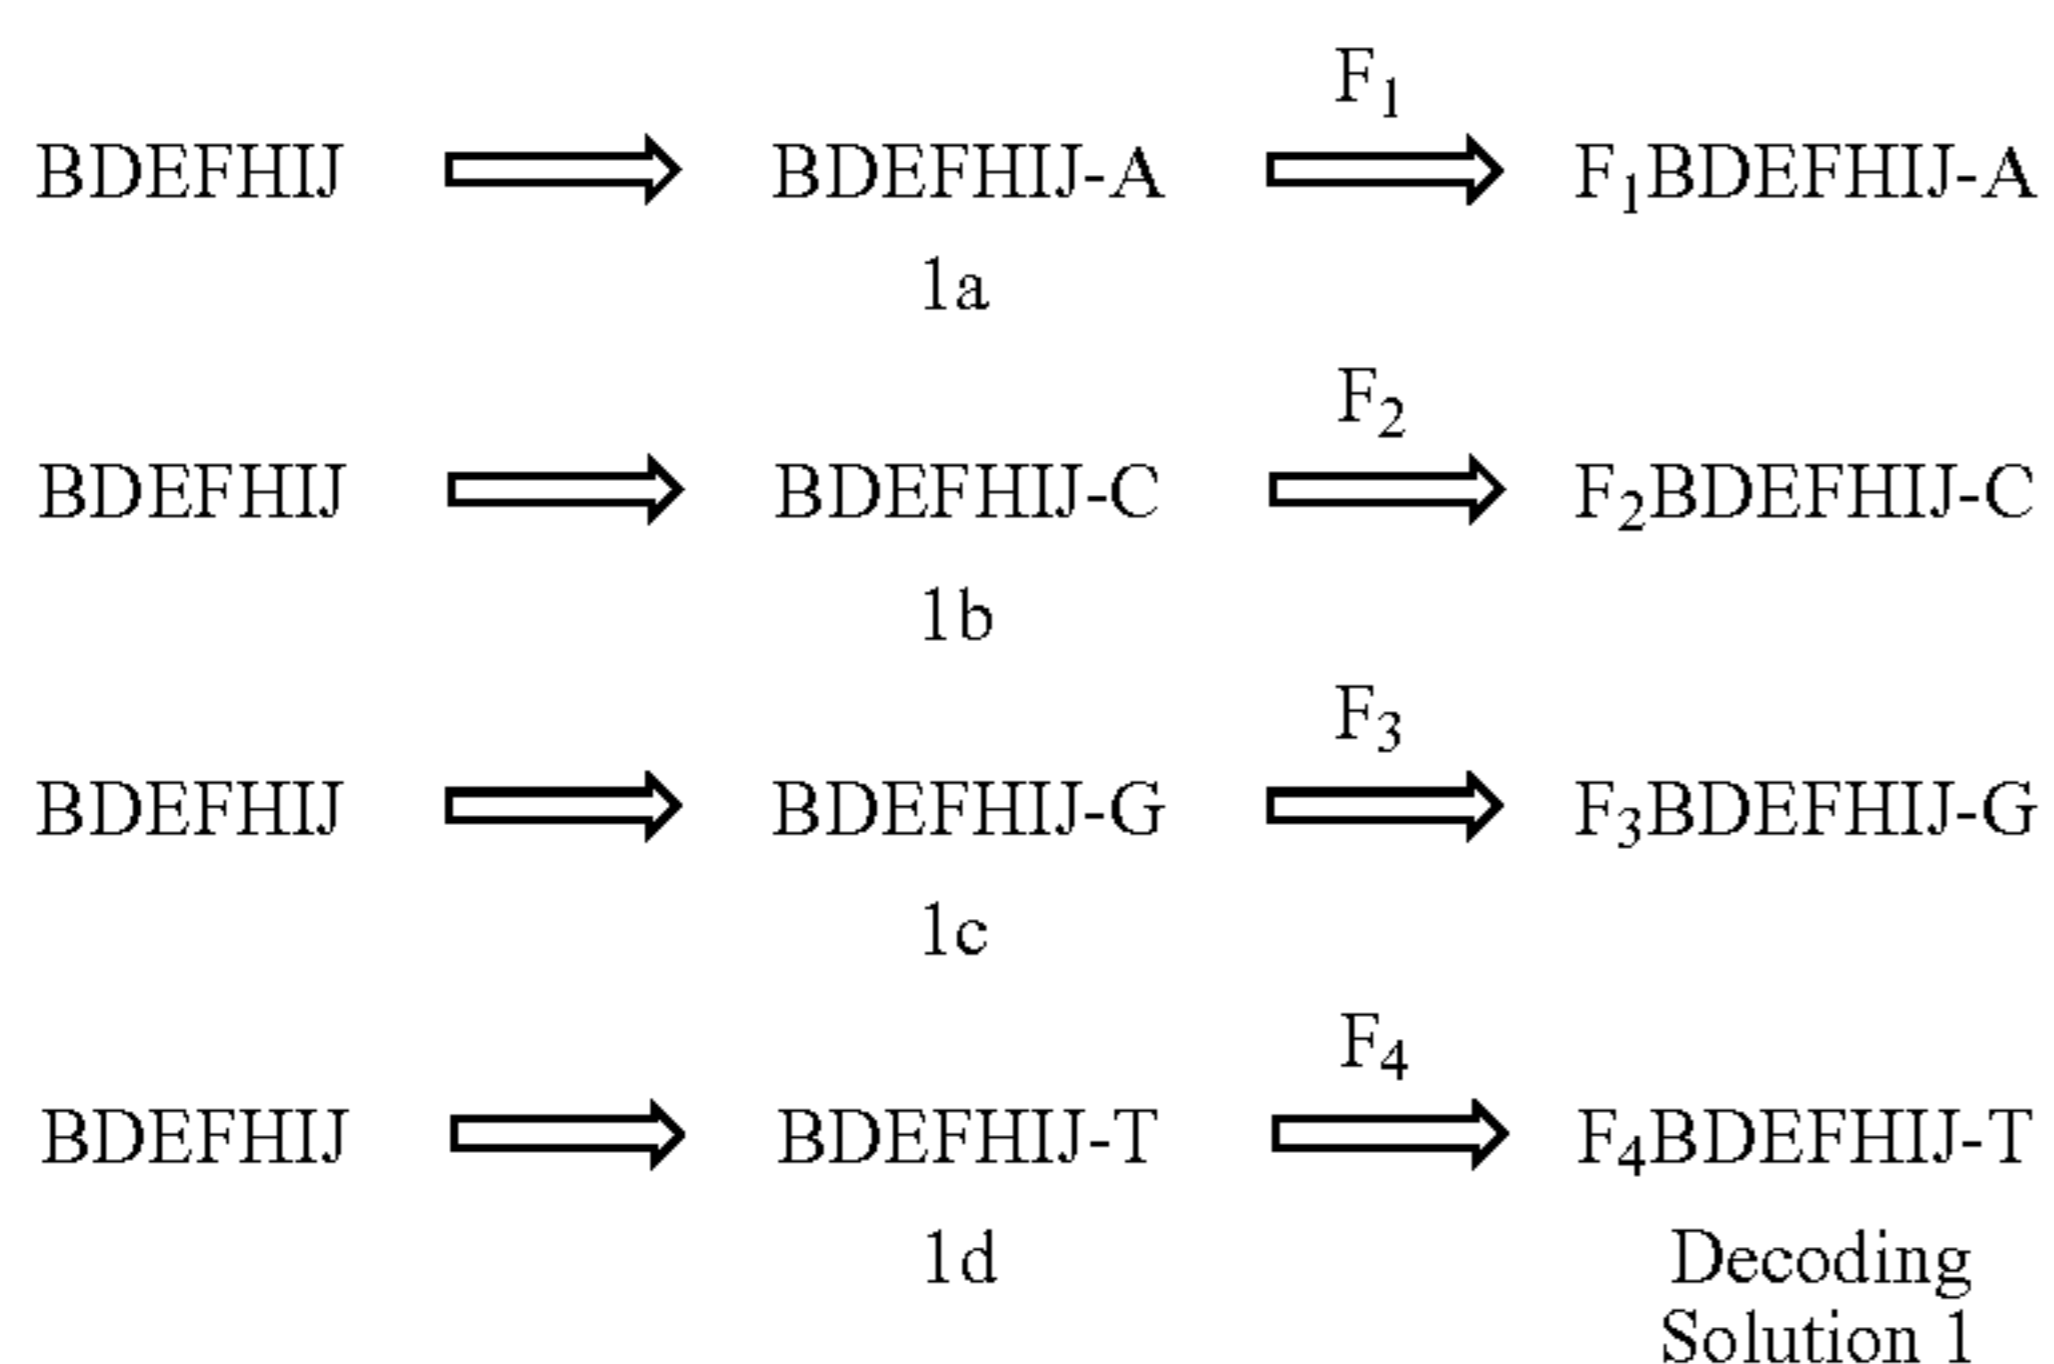 F₁
BDEFHIJ BDEFHIJ-A F₁BDEFHIJ-A
1a
F₂
BDEFHIJ BDEFHIJ-C F₂BDEFHIJ-C
1b
F₃
BDEFHIJ BDEFHIJ-G F₃BDEFHIJ-G
1c
F₄
BDEFHIJ BDEFHIJ-T F₄BDEFHIJ-T
1d Decoding
Solution 1